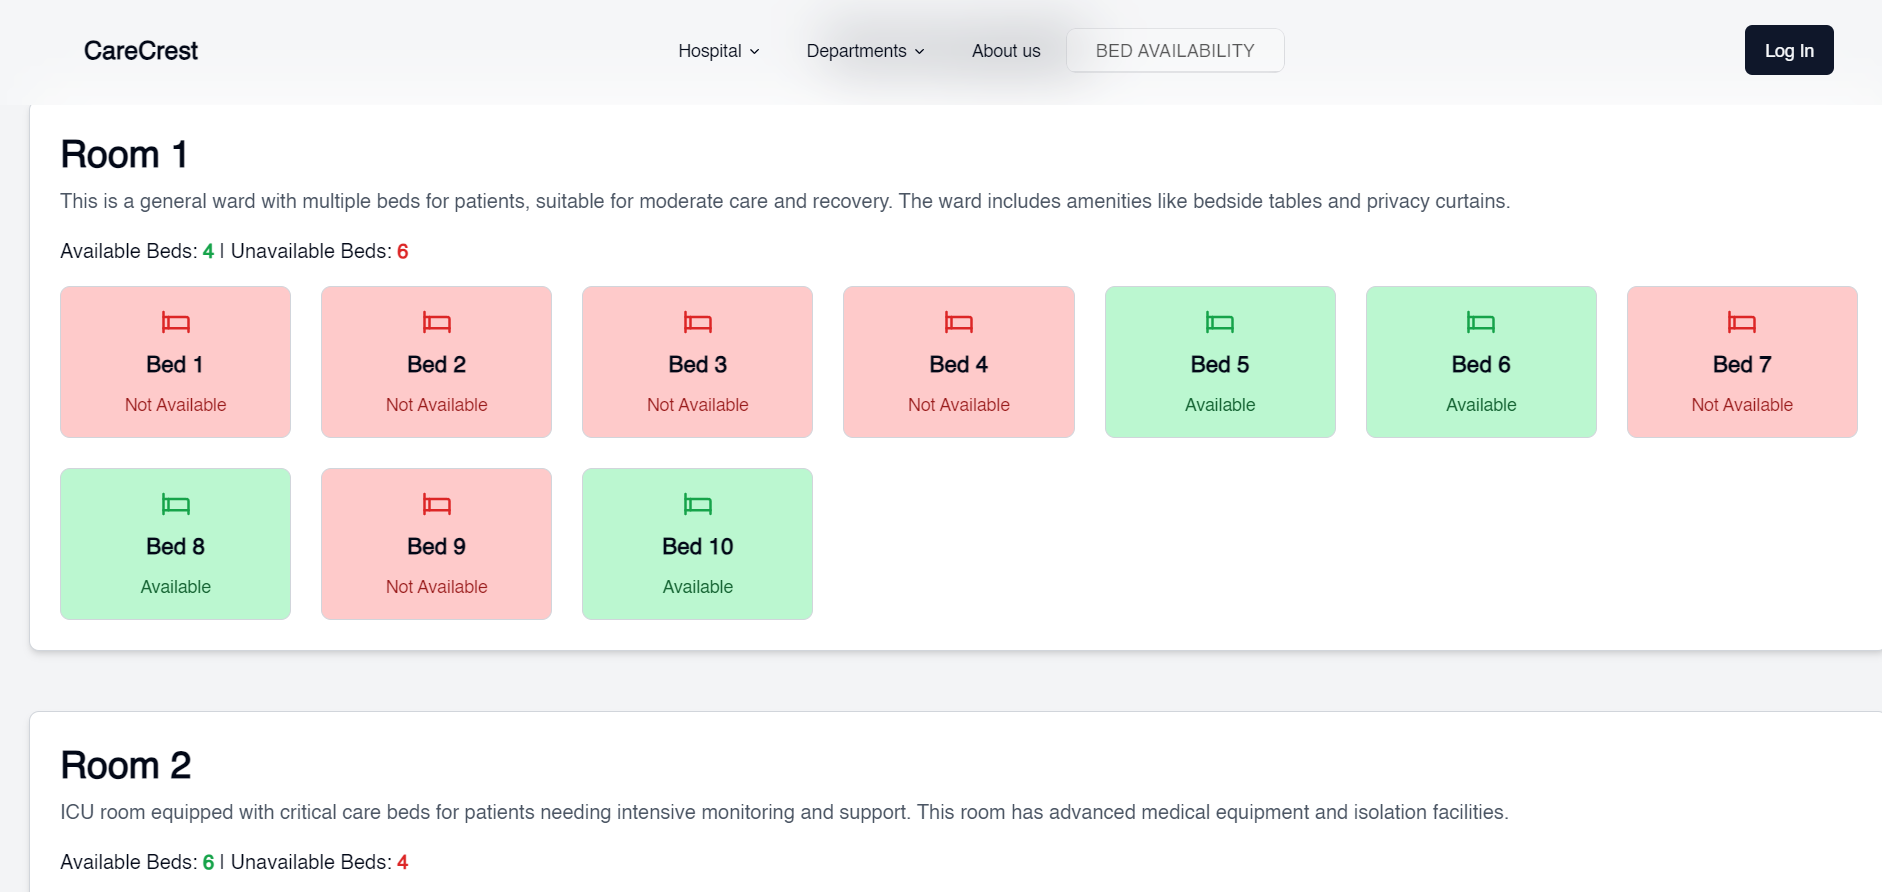 CareCrest Hospital Departments About us BED AVAILABILITY Log In
Room 1
This is a general ward with multiple beds for patients, suitable for moderate care and recovery. The ward includes amenities like bedside tables and privacy curtains.
Available Beds: 4 | Unavailable Beds: 6
Bed 1 Bed 2 Bed 3 Bed 4 Bed 5 Bed 6 Bed 7
Not Available Not Available Not Available Not Available Available Available Not Available
Bed 8 Bed 9 Bed 10
Available Not Available Available
Room 2
ICU room equipped with critical care beds for patients needing intensive monitoring and support. This room has advanced medical equipment and isolation facilities.
Available Beds: 6 | Unavailable Beds: 4